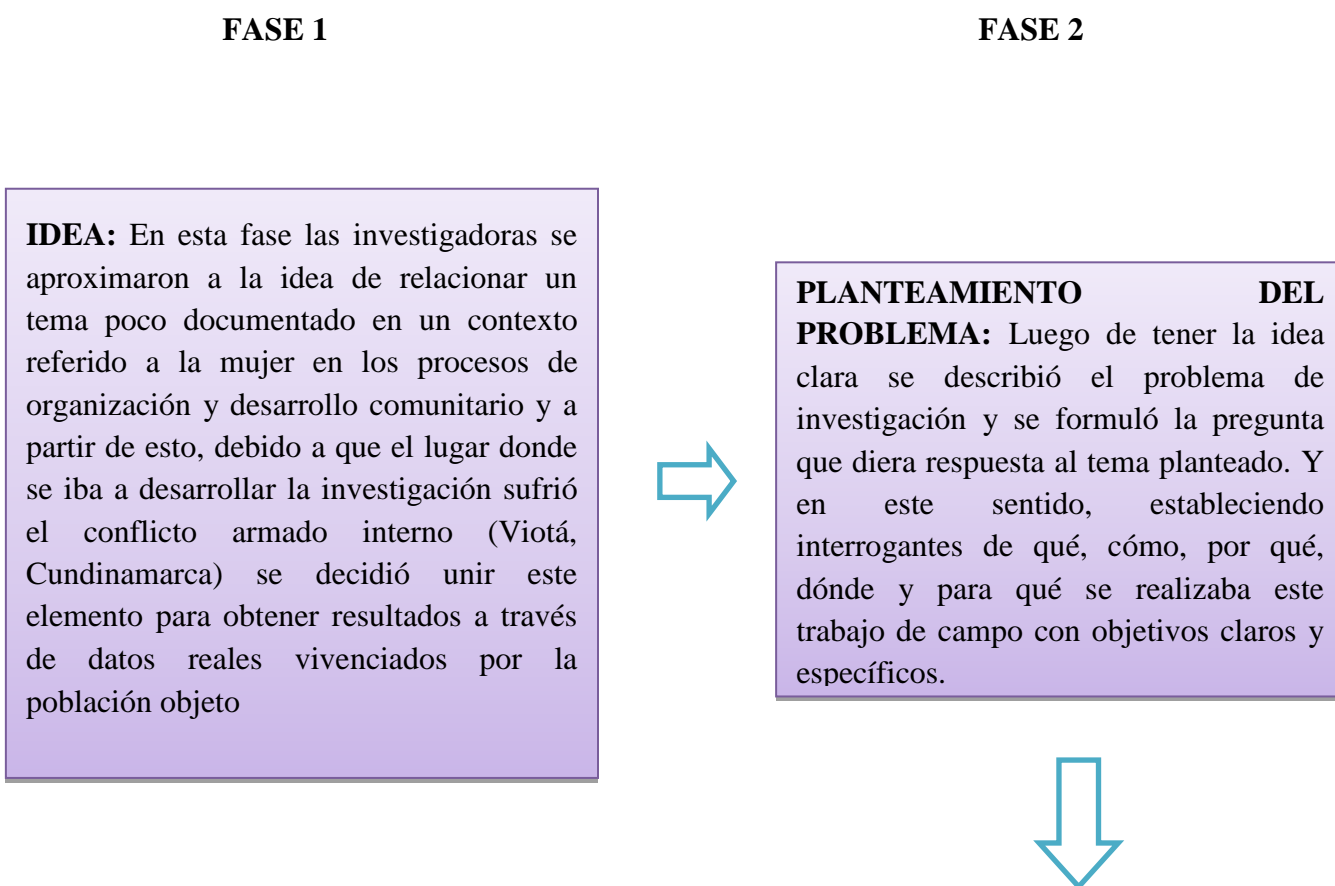 FASE 1
FASE 2
IDEA: En esta fase las investigadoras se
aproximaron a la idea de relacionar un
tema poco documentado en un contexto
referido a la mujer en los procesos de
organización y desarrollo comunitario y a
partir de esto, debido a que el lugar donde
se iba a desarrollar la investigación sufrió
el conflicto armado interno (Viotá,
Cundinamarca) se decidió unir este
elemento para obtener resultados a través
de datos reales vivenciados por la
población objeto
PLANTEAMIENTO DEL
PROBLEMA: Luego de tener la idea
clara se describió el problema de
investigación y se formuló la pregunta
que diera respuesta al tema planteado. Y
en este sentido, estableciendo
interrogantes de qué, cómo, por qué,
dónde y para qué se realizaba este
trabajo de campo con objetivos claros y
específicos.